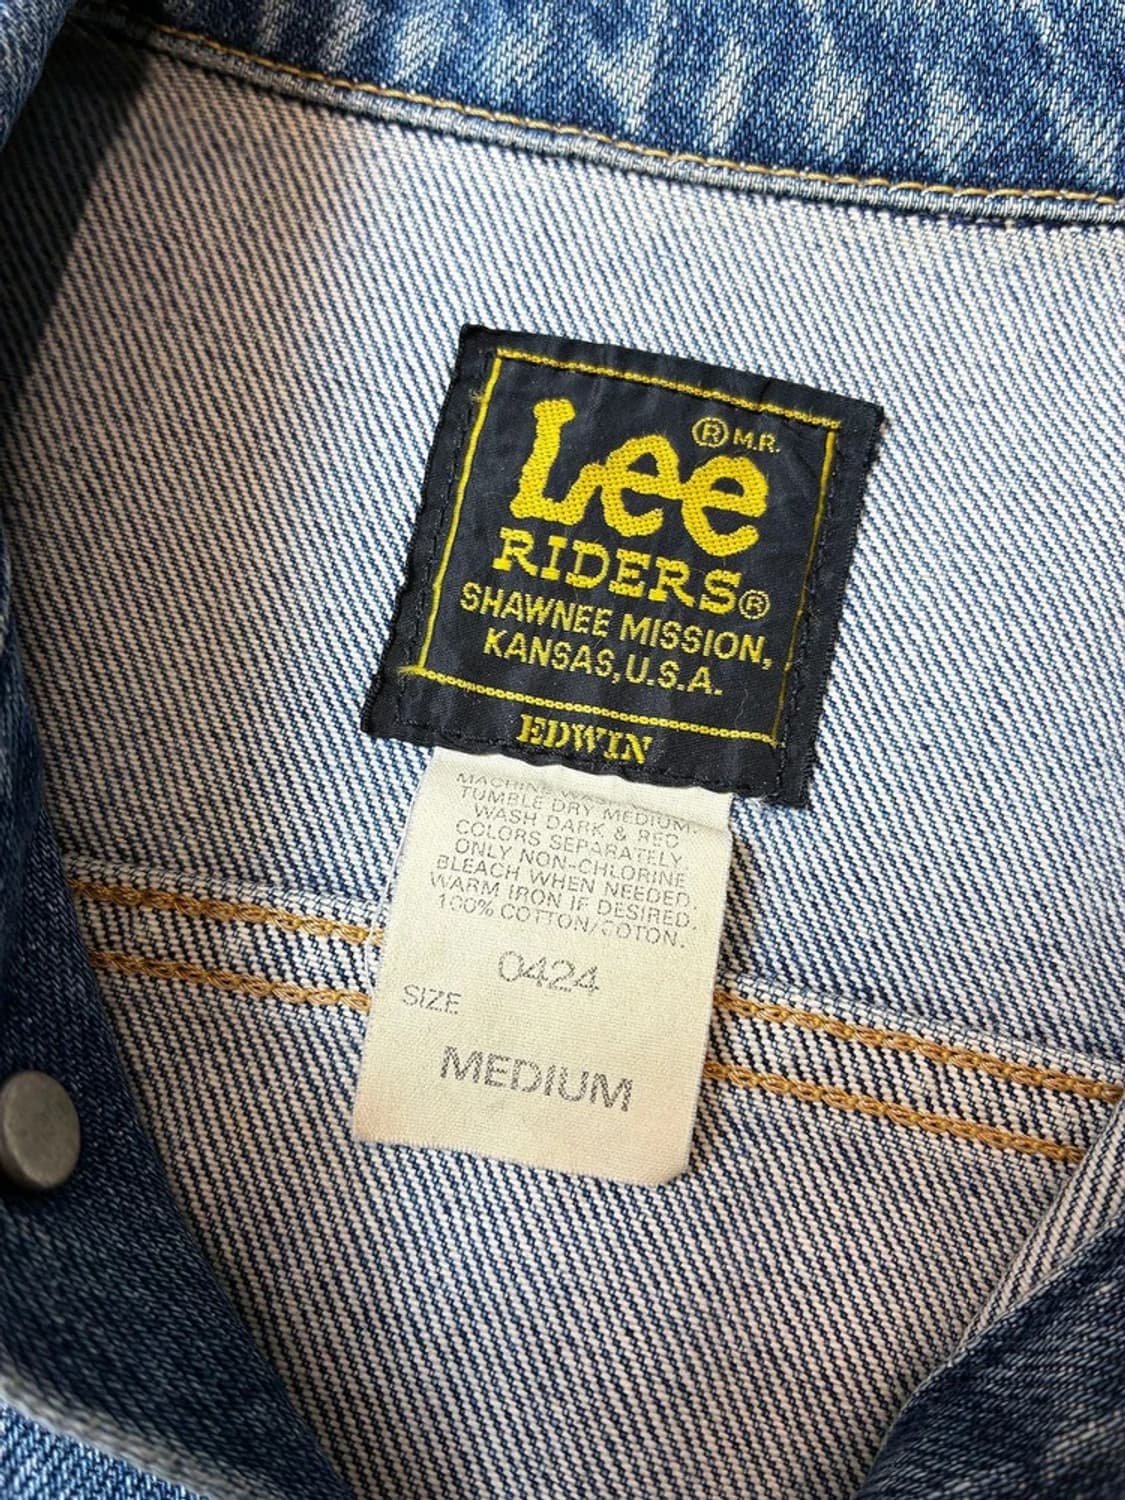 Lee ® M.R.
RIDERS®
SHAWNEE MISSION,
KANSAS, U.S.A.
EDWIN
MACHINE
TUMBLE DRY MEDIUM.
WASH DARK & RED
COLORS SEPARATELY.
ONLY NON-CHLORINE
BLEACH WHEN NEEDED.
WARM IRON IF DESIRED.
100% COTTON/COTON.
0424
SIZE
MEDIUM